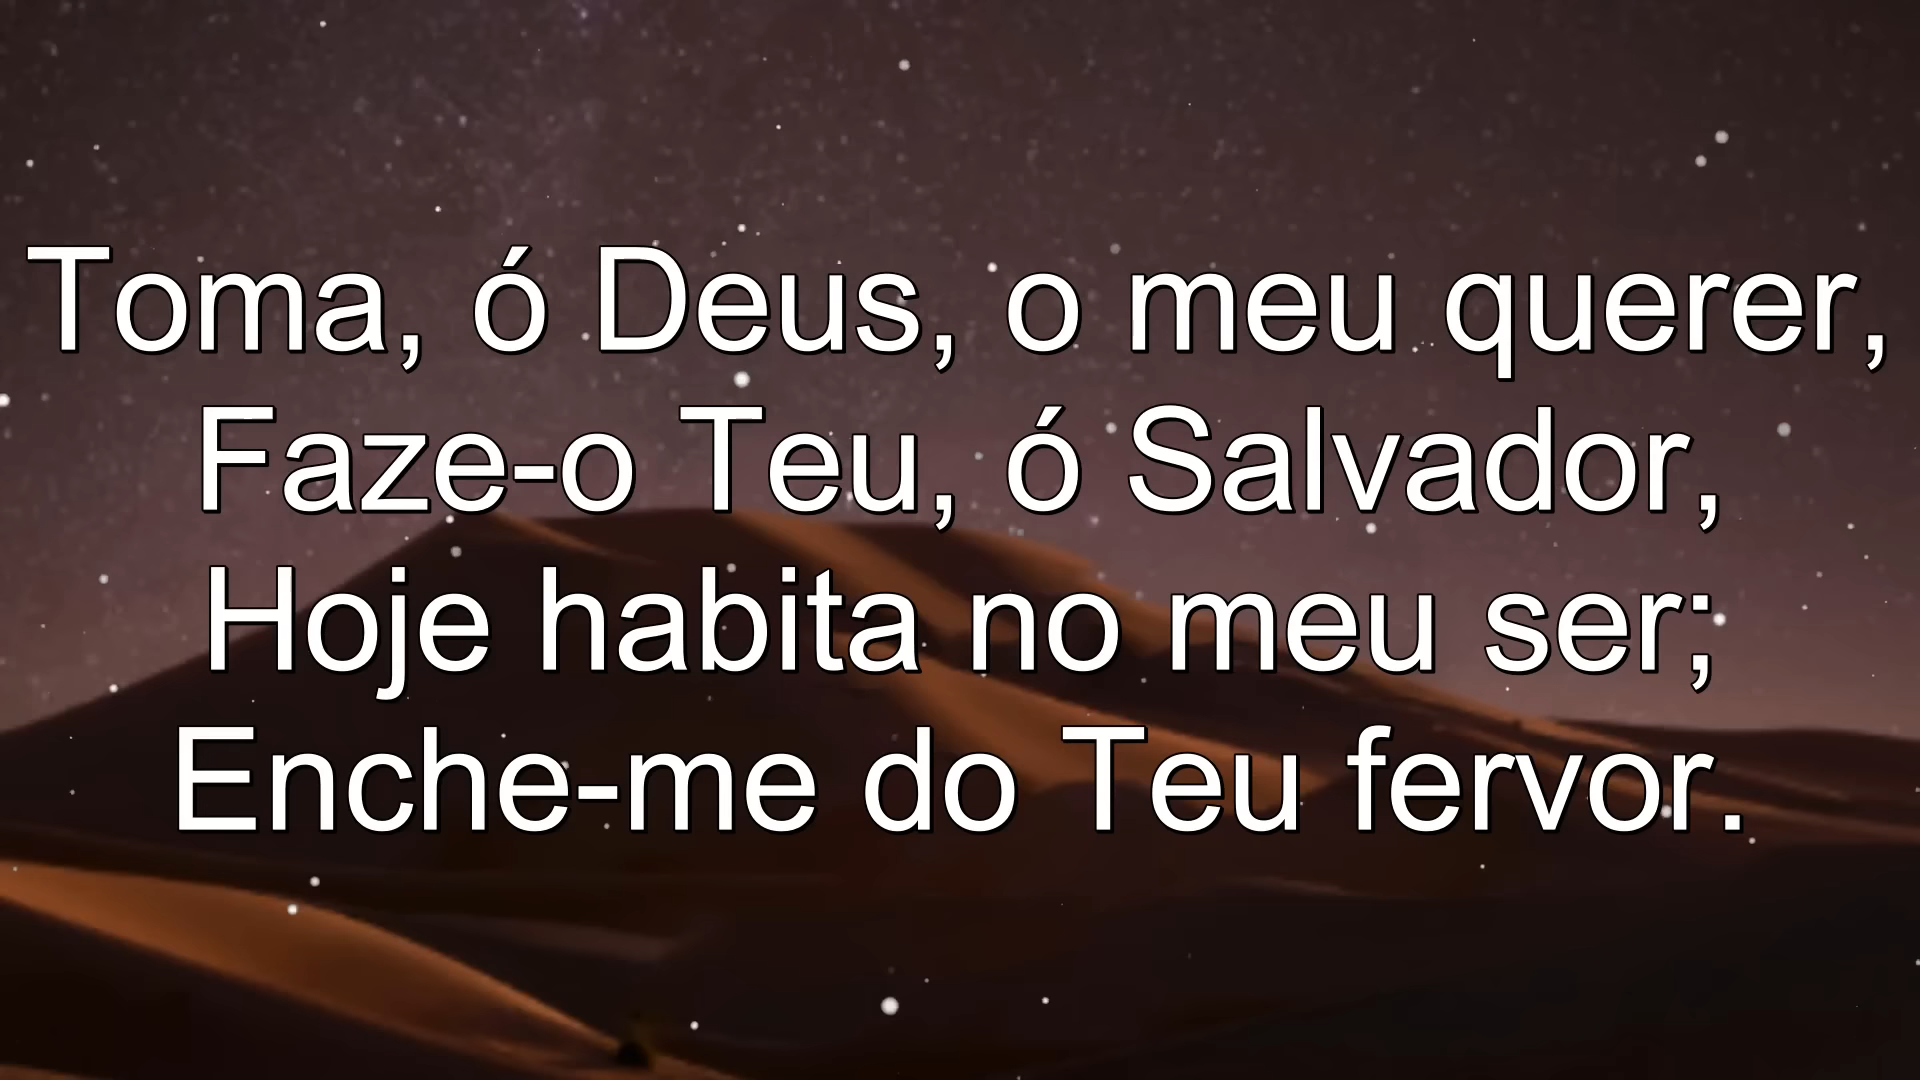 Toma, ó Deus, o meu querer,
Faze-o Teu, ó Salvador,
Hoje habita no meu ser;
Enche-me do Teu fervor.